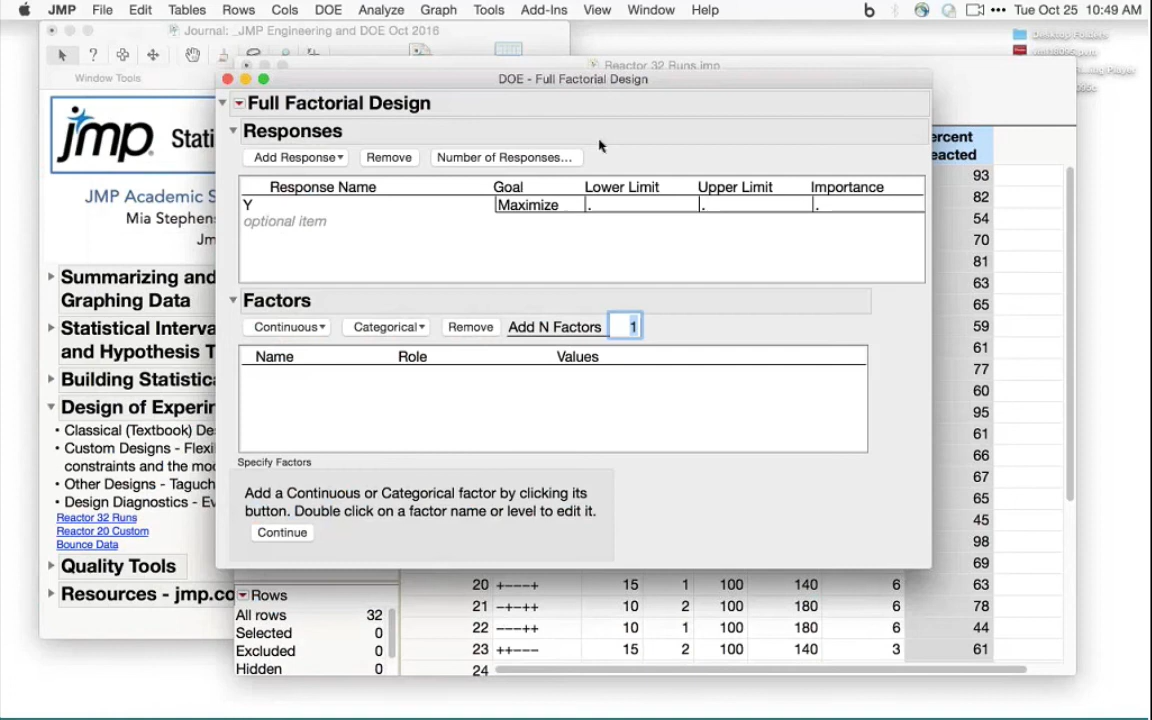 JMP File Edit Tables Rows Cols DOE Analyze Graph Tools Add-Ins View Window Help Tue Oct 25 10:49 AM
Journal: _JMP Engineering and DOE Oct 2016
Window Tools
jmp Stati
JMP Academic S
Mia Stephens
Jm
Summarizing and
Graphing Data
Statistical Interva
and Hypothesis T
Building Statistica
Design of Experir
• Classical (Textbook) De
• Custom Designs - Flexi
constraints and the mo
• Other Designs - Taguch
• Design Diagnostics - Ev
Reactor 32 Runs
Reactor 20 Custom
Bounce Data
Quality Tools
Resources - jmp.co
Reactor 32 Runs.jmp
DOE - Full Factorial Design
Full Factorial Design
Responses
Add Response Remove Number of Responses...
Response Name Goal Lower Limit Upper Limit Importance
Y Maximize . . .
optional item
Factors
Continuous Categorical Remove Add N Factors 1
Name Role Values
Specify Factors
Add a Continuous or Categorical factor by clicking its
button. Double click on a factor name or level to edit it.
Continue
ercent
eacted
93
82
54
70
81
63
65
59
61
77
60
95
61
66
67
65
45
98
69
20 +−−−+ 15 1 100 140 6 63
21 −+−++ 10 2 100 180 6 78
22 −−−++ 10 1 100 180 6 44
23 ++−−− 15 2 100 140 3 61
24
Rows
All rows 32
Selected 0
Excluded 0
Hidden 0
Desktop Folders